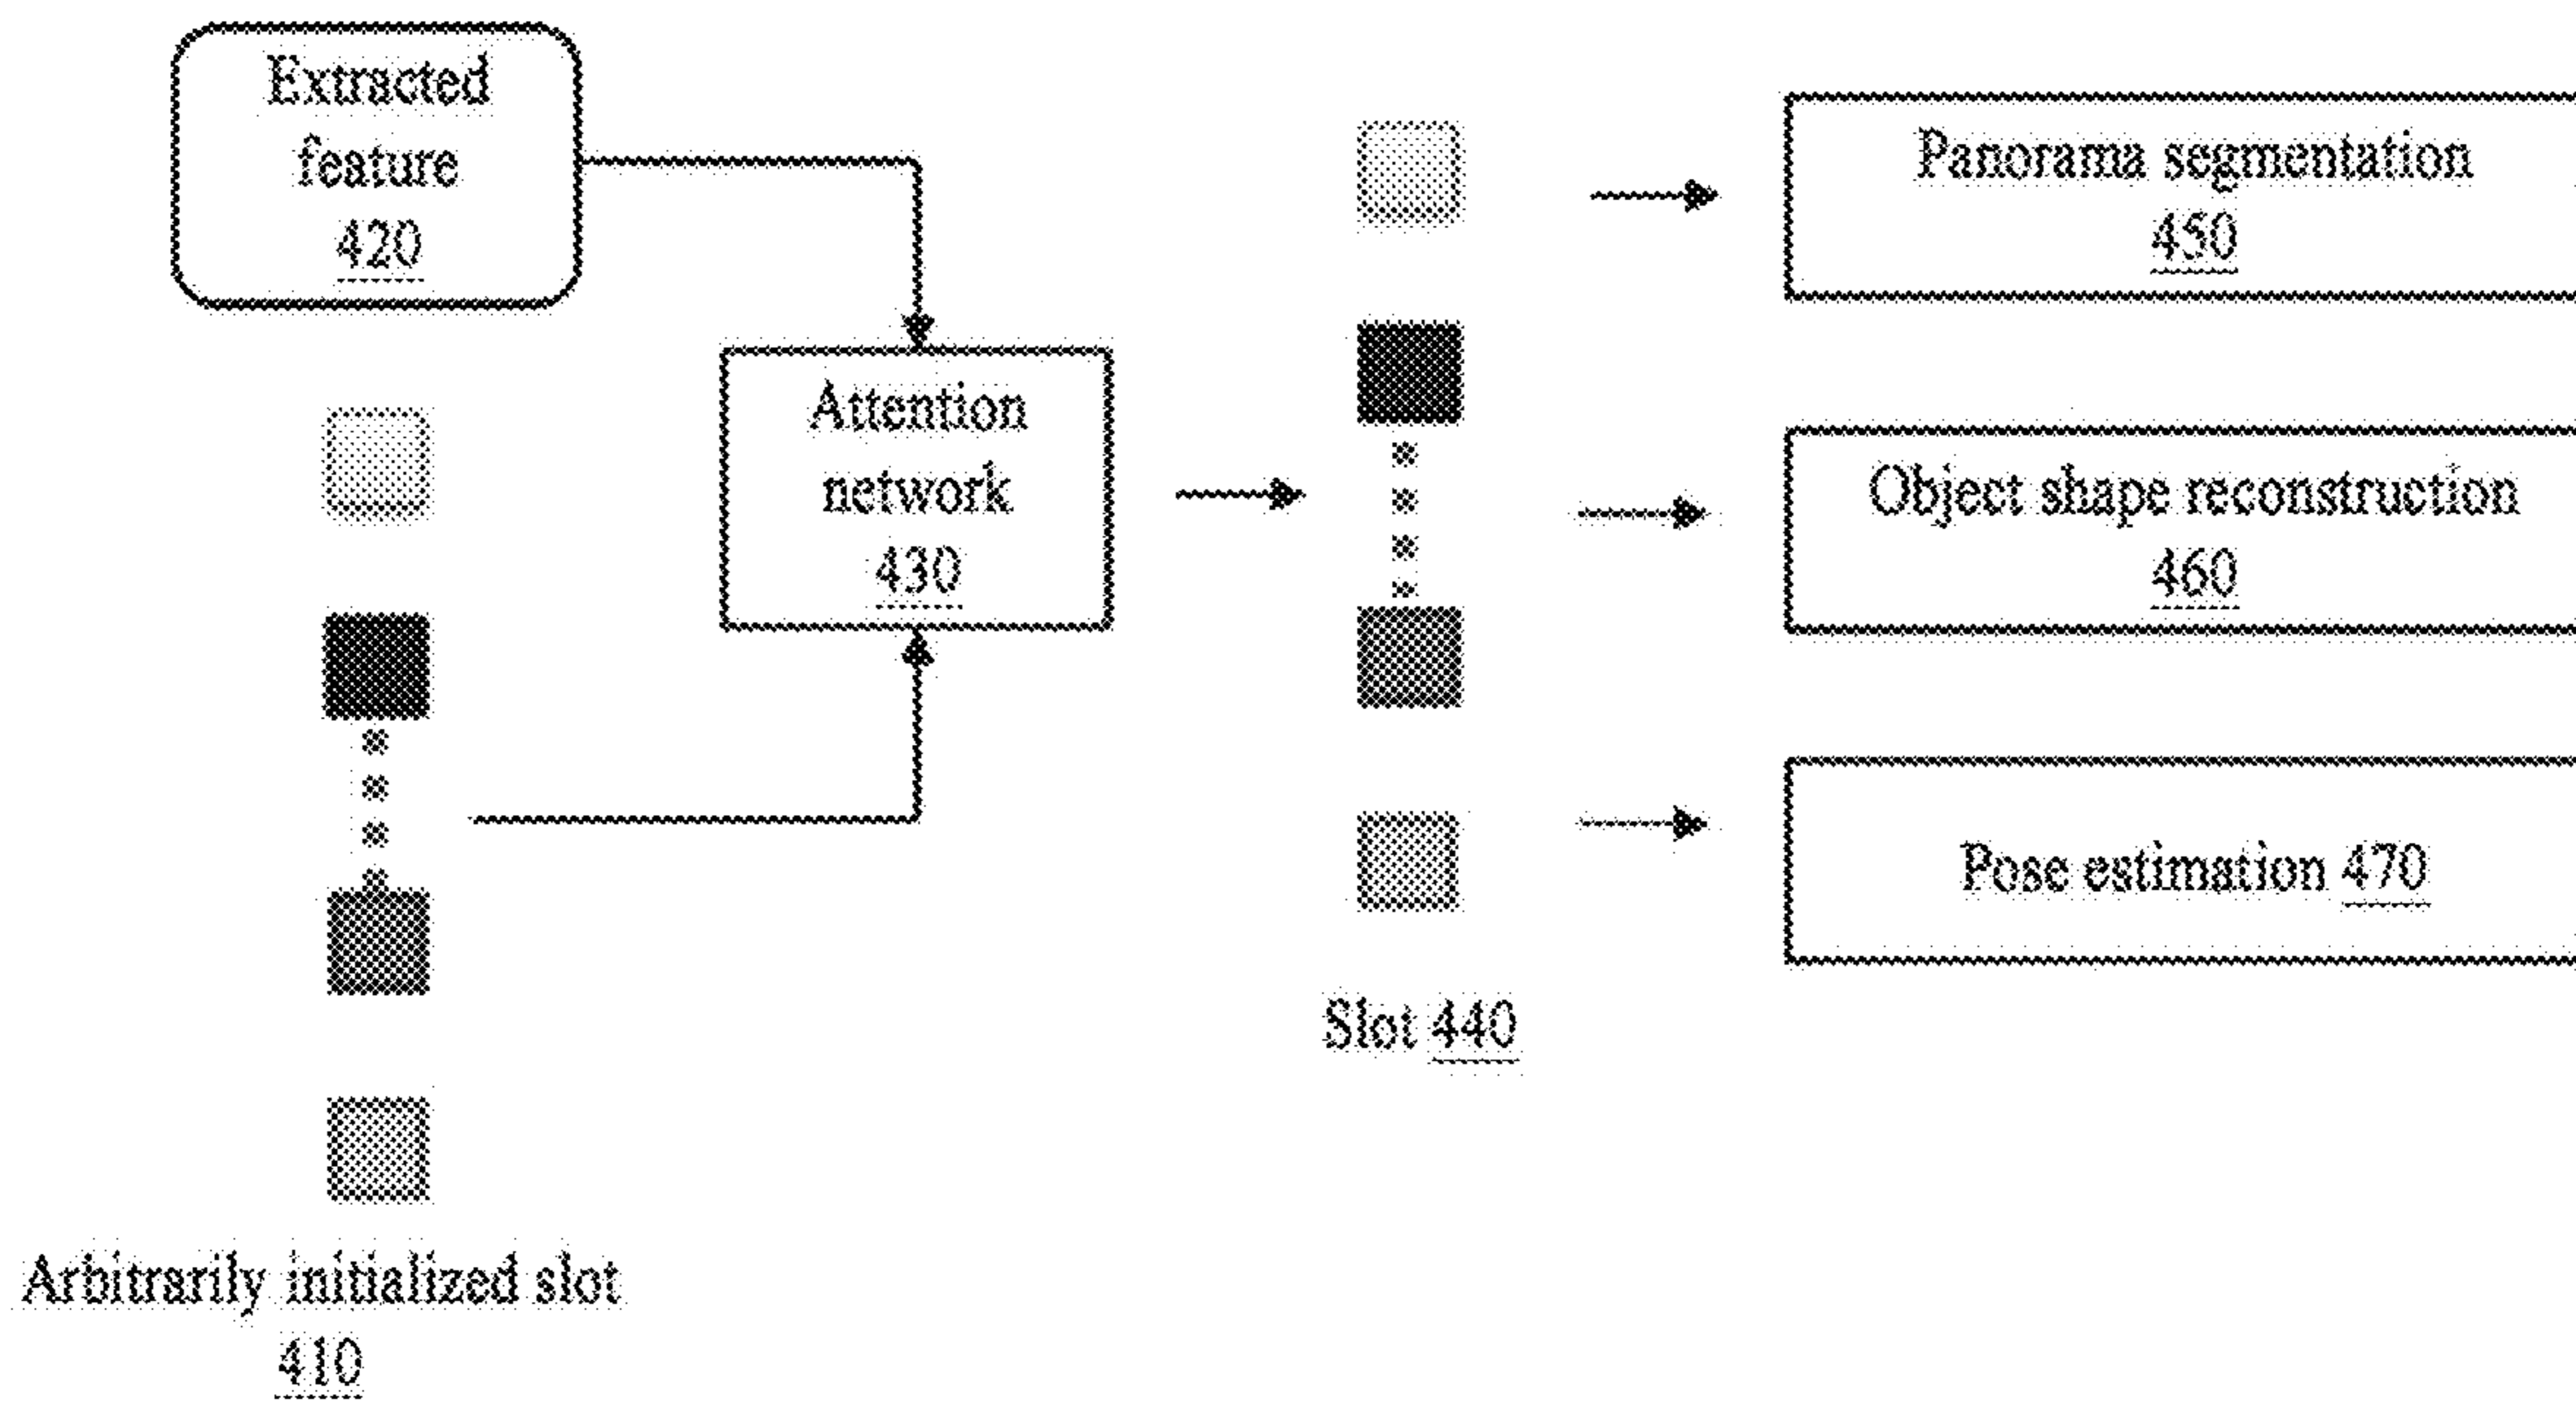 Extracted
feature
420
Attention
network
430
Arbitrarily initialized slot
410
Slot 440
Panorama segmentation
450
Object shape reconstruction
460
Pose estimation 470